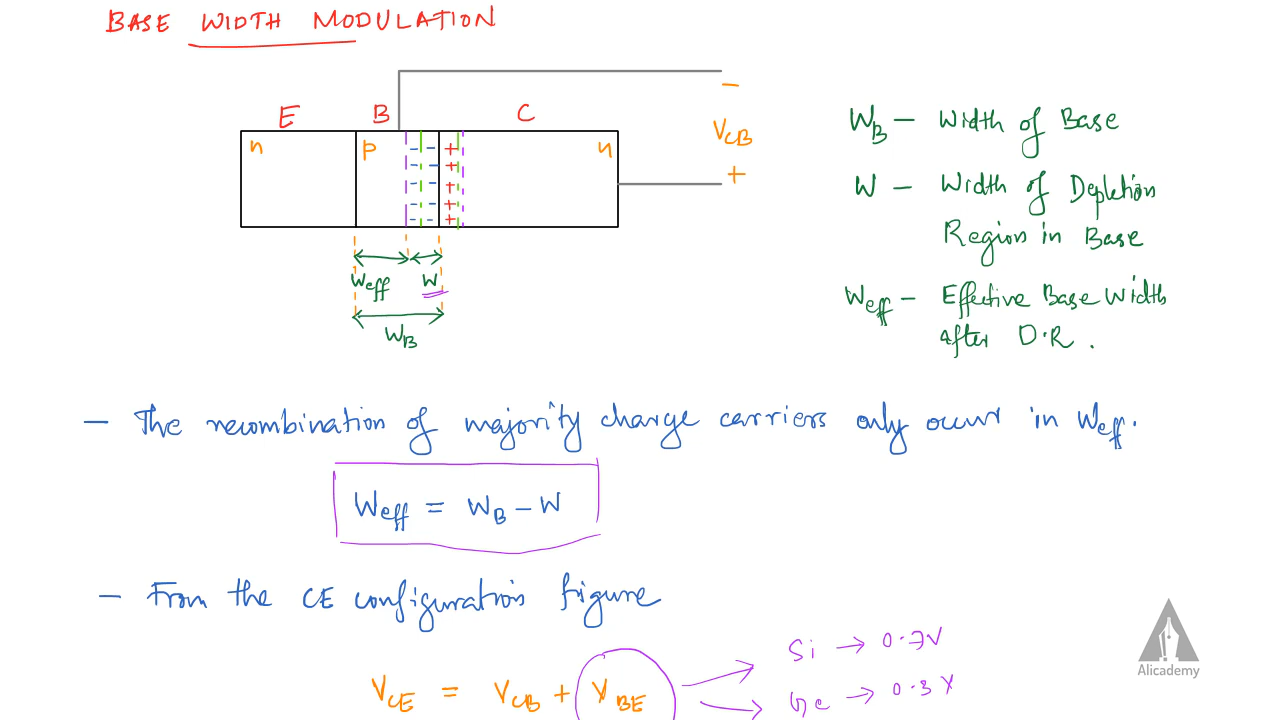 BASE WIDTH MODULATION
E B C
n p n
- - +
- - +
- - +
- - +
- - +
-
VCB
+
Weff W
WB
WB - Width of Base
W - Width of Depletion
Region in Base
Weff - Effective Base Width
after D.R.
- The recombination of majority charge carriers only occur in Weff.
Weff = WB - W
- From the CE configuration figure
VCE = VCB + VBE
Si → 0.7V
Ge → 0.3V
Alicademy